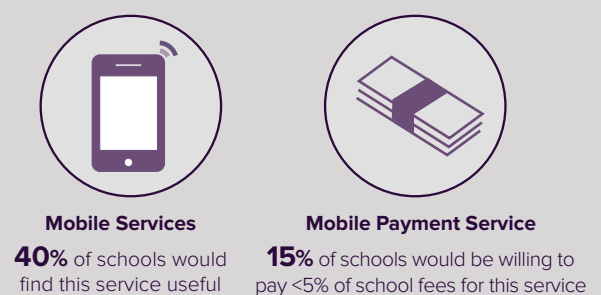 Mobile Services
40% of schools would
find this service useful
Mobile Payment Service
15% of schools would be willing to
pay <5% of school fees for this service